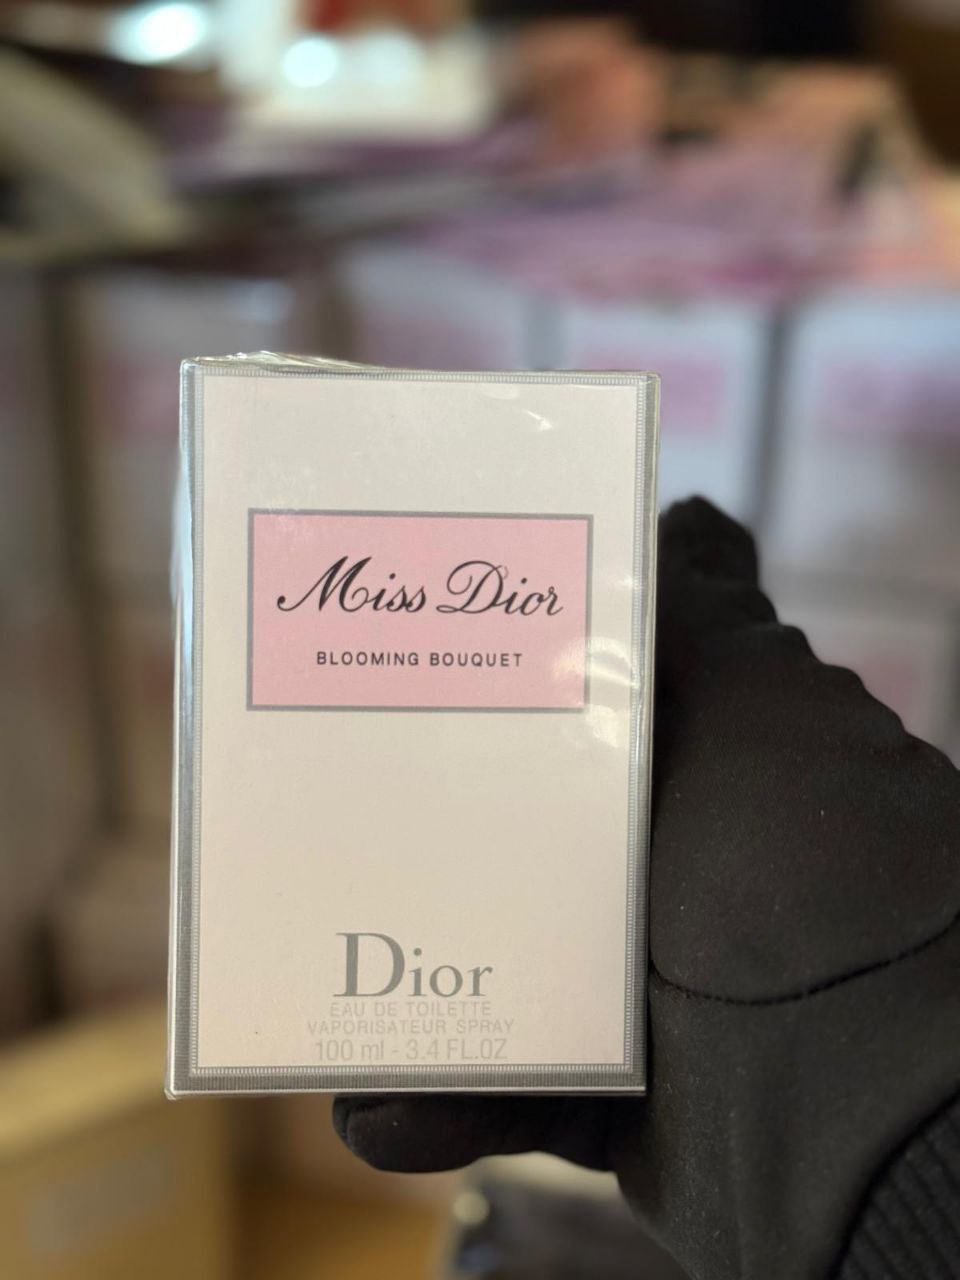 Miss Dior
BLOOMING BOUQUET
Dior
EAU DE TOILETTE
VAPORISATEUR SPRAY
100 ml - 3.4 FL.OZ